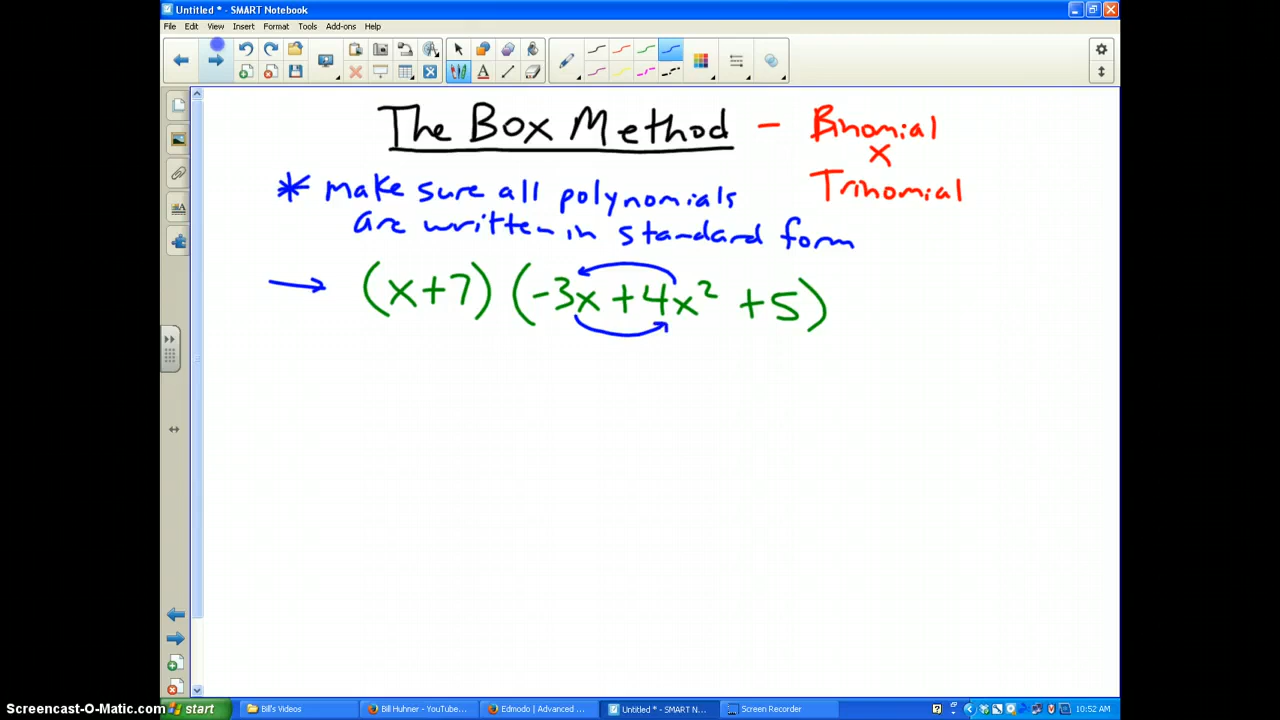 Untitled * - SMART Notebook
File Edit View Insert Format Tools Add-ons Help
The Box Method - Binomial
x
Trinomial
* make sure all polynomials
are written in standard form
→ (x+7) (-3x +4x² +5)
Screencast-O-Matic.com
start
Bill's Videos
Bill Huhner - YouTube...
Edmodo | Advanced ...
Untitled * - SMART N...
Screen Recorder
10:52 AM